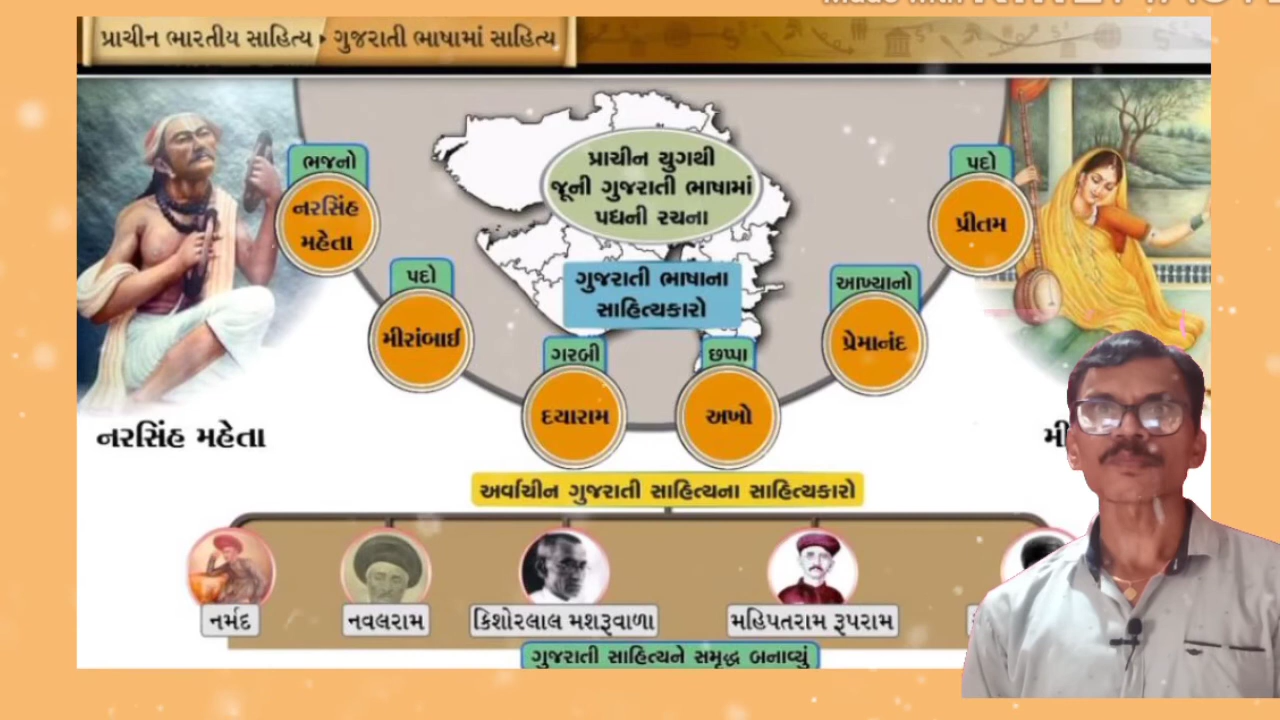 Made with
પ્રાચીન ભારતીય સાહિત્ય ▸ ગુજરાતી ભાષામાં સાહિત્ય
પ્રાચીન યુગથી
જૂની ગુજરાતી ભાષામાં
પદ્યની રચના
ગુજરાતી ભાષાના
સાહિત્યકારો
ભજનો
નરસિંહ
મહેતા
પદો
મીરાંબાઈ
ગરબી
દયારામ
છપ્પા
અખો
આખ્યાનો
પ્રેમાનંદ
પદો
પ્રીતમ
નરસિંહ મહેતા
અર્વાચીન ગુજરાતી સાહિત્યના સાહિત્યકારો
નર્મદ
નવલરામ
કિશોરલાલ મશરૂવાળા
મહિપતરામ રૂપરામ
ગુજરાતી સાહિત્યને સમૃદ્ધ બનાવ્યું